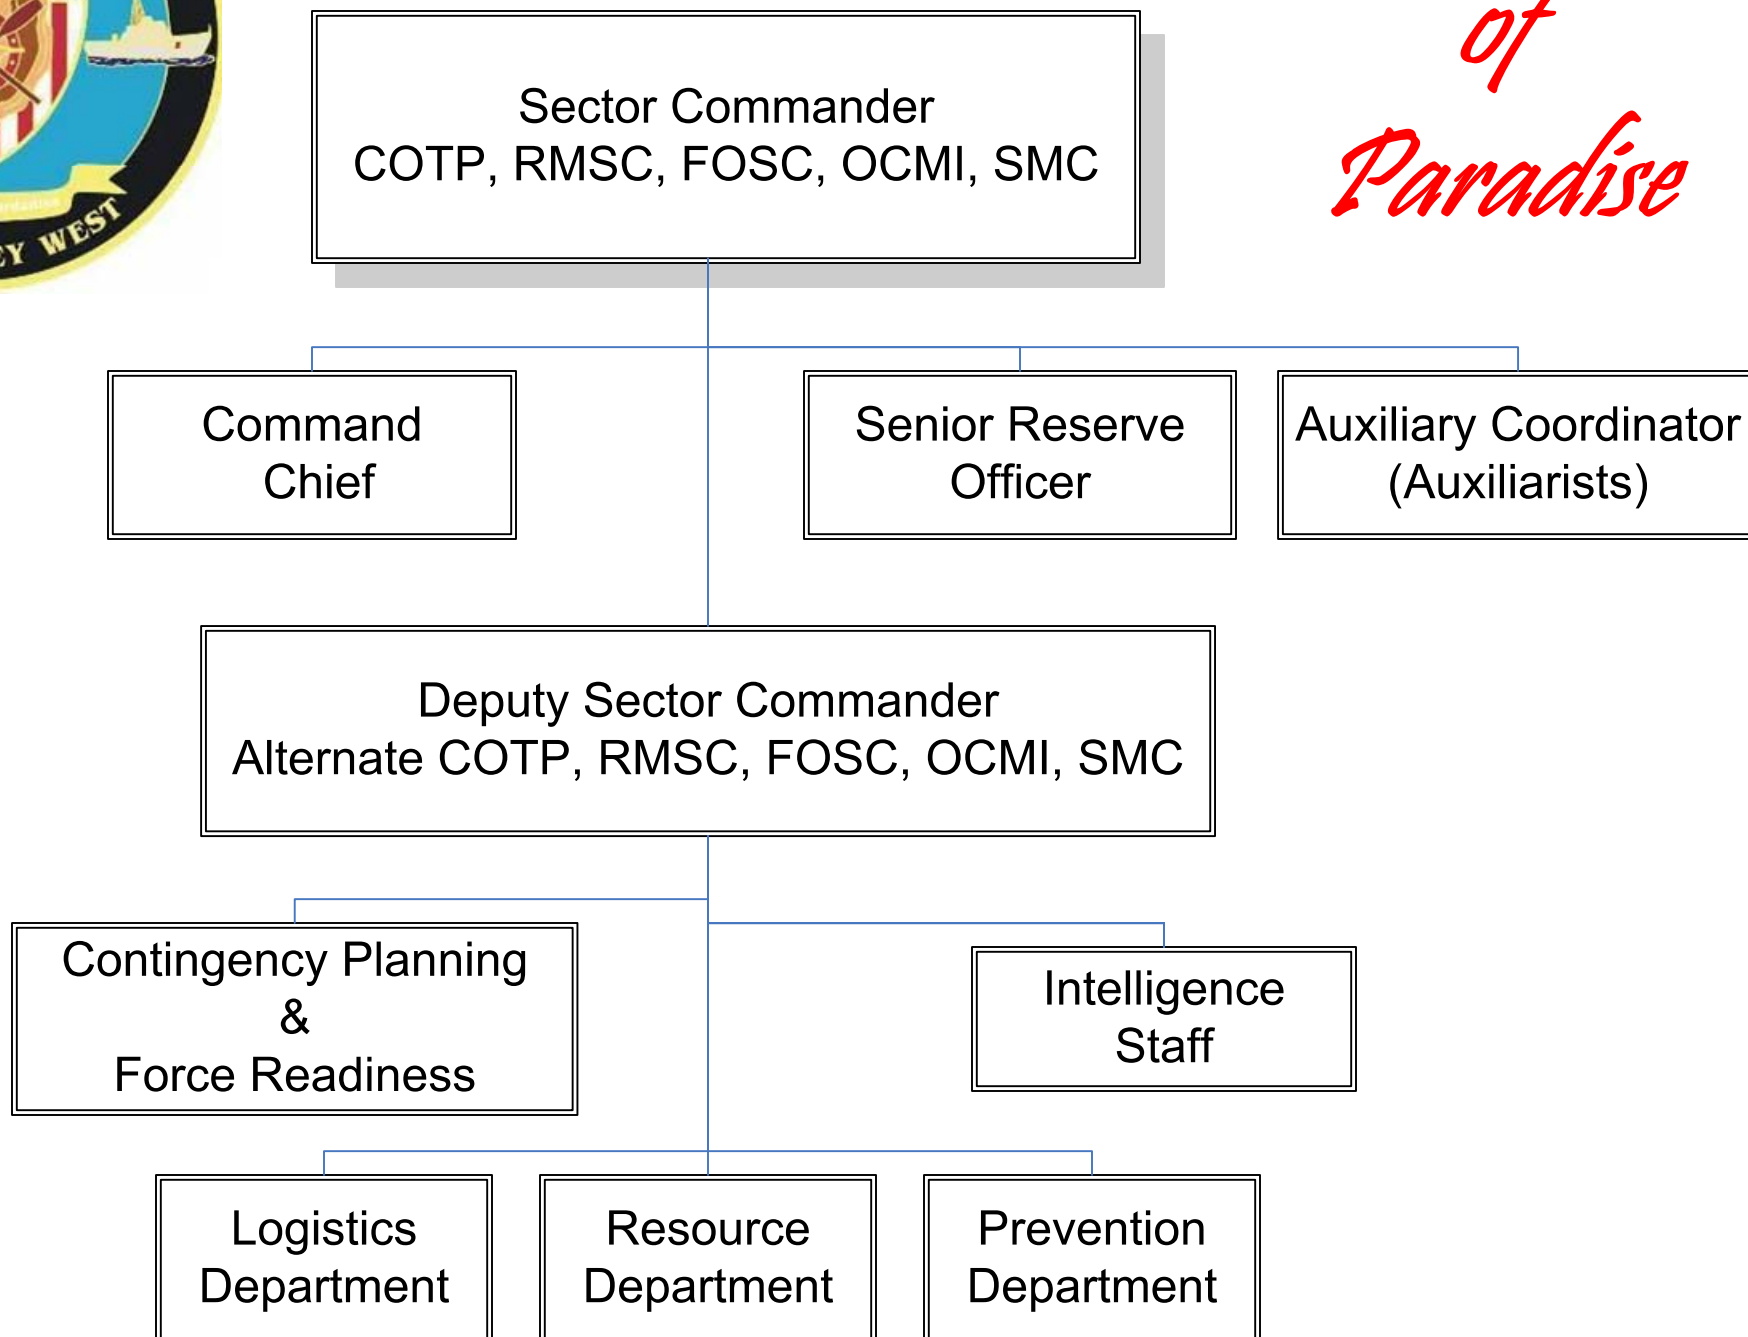 of
Paradise
WEST
Sector Commander
COTP, RMSC, FOSC, OCMI, SMC
Command
Chief
Senior Reserve
Officer
Auxiliary Coordinator
(Auxiliarists)
Deputy Sector Commander
Alternate COTP, RMSC, FOSC, OCMI, SMC
Contingency Planning
&
Force Readiness
Intelligence
Staff
Logistics
Department
Resource
Department
Prevention
Department